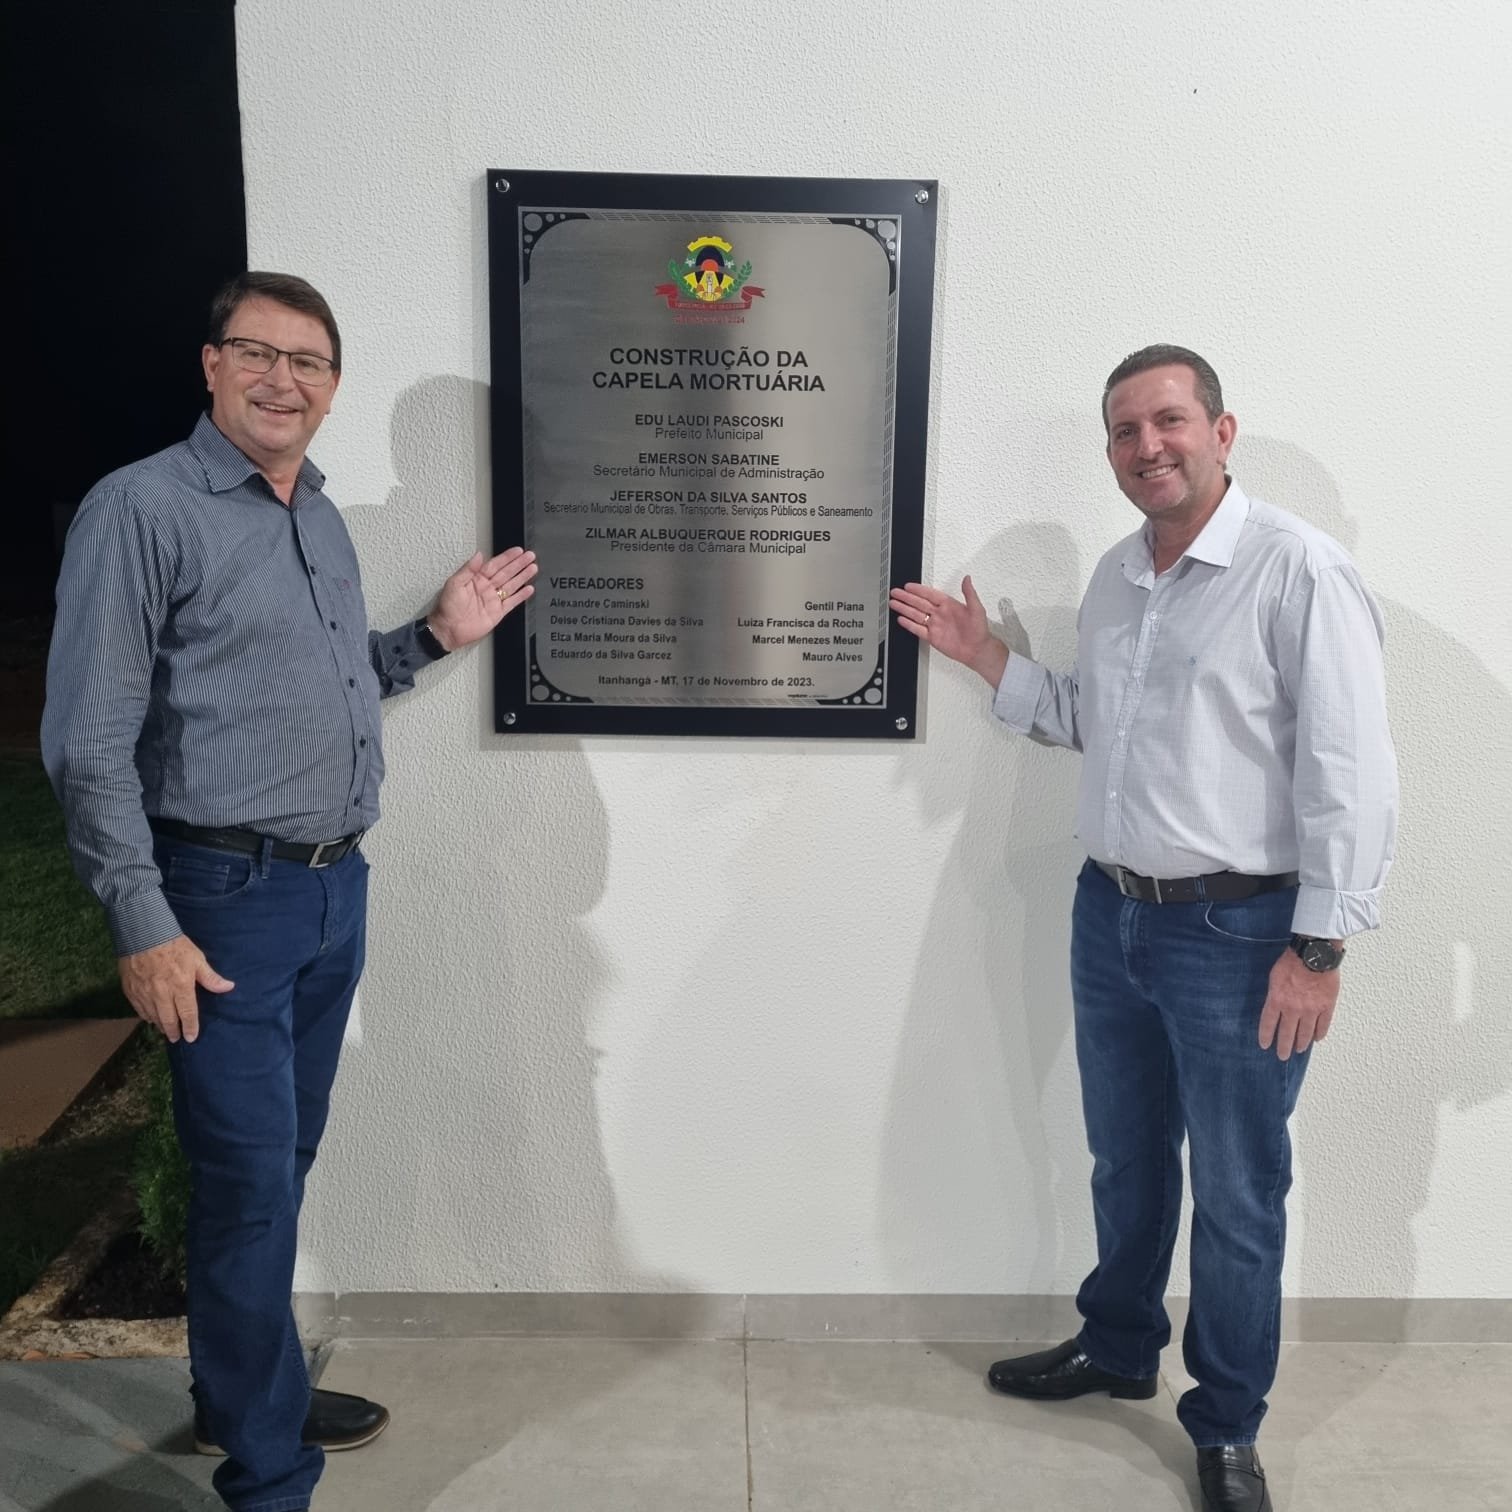 CONSTRUÇÃO DA
CAPELA MORTUÁRIA
EDU LAUDI PASCOSKI
Prefeito Municipal
EMERSON SABATINE
Secretário Municipal de Administração
JEFERSON DA SILVA SANTOS
Secretário Municipal de Obras, Transporte, Serviços Públicos e Saneamento
ZILMAR ALBUQUERQUE RODRIGUES
Presidente da Câmara Municipal
VEREADORES
Alexandre Caminski
Deise Cristiana Davies da Silva
Elza Maria Moura da Silva
Eduardo da Silva Garcez
Gentil Piana
Luiza Francisca da Rocha
Marcel Menezes Meuer
Mauro Alves
Itanhangá - MT, 17 de Novembro de 2023.